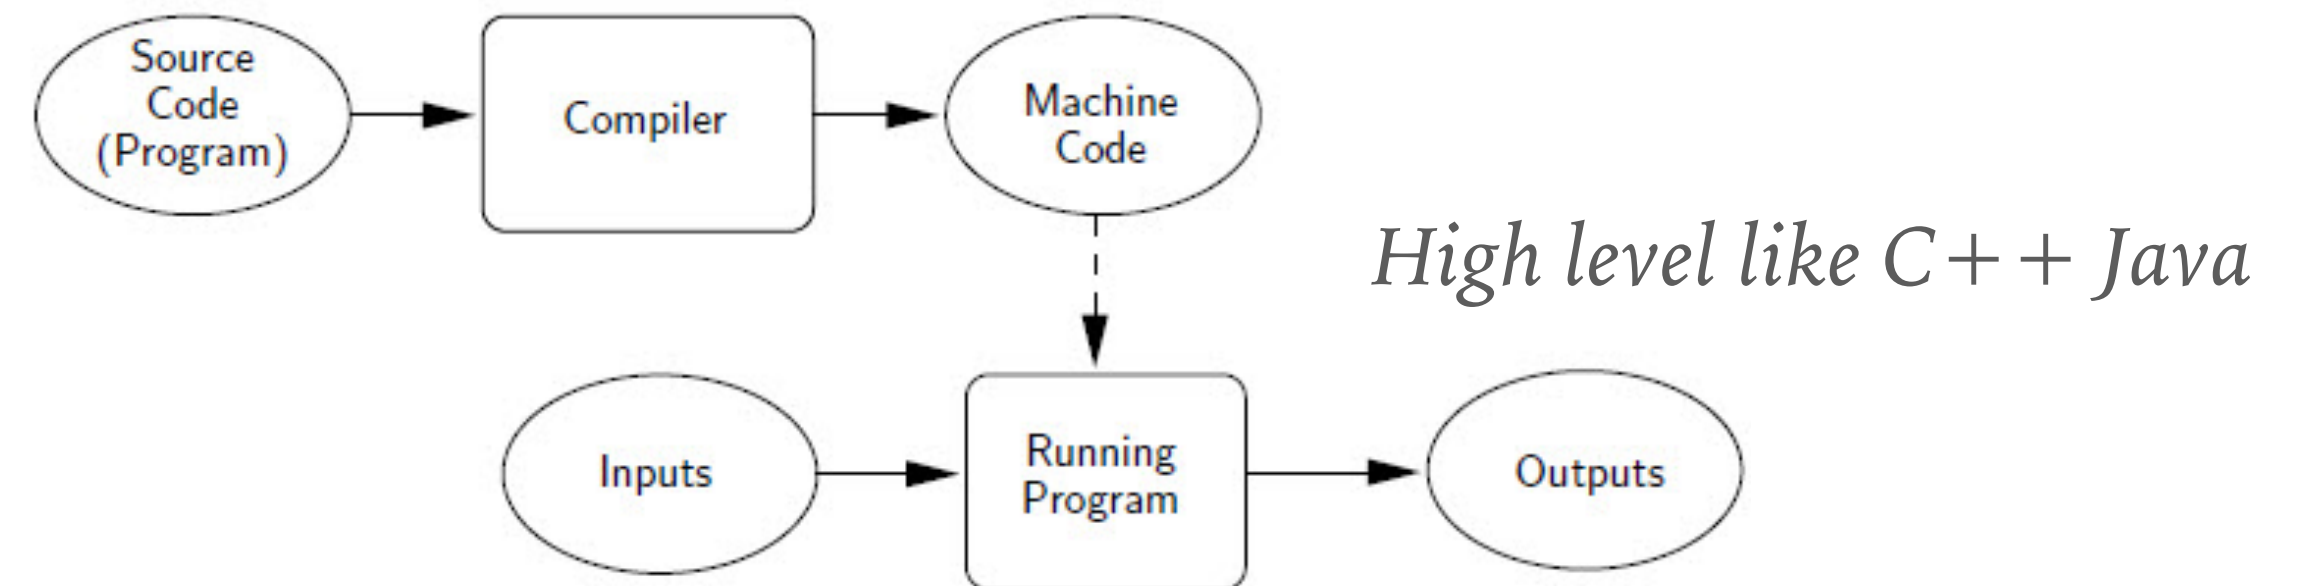 Source
Code
(Program)
Compiler
Machine
Code
High level like C++ Java
Inputs
Running
Program
Outputs